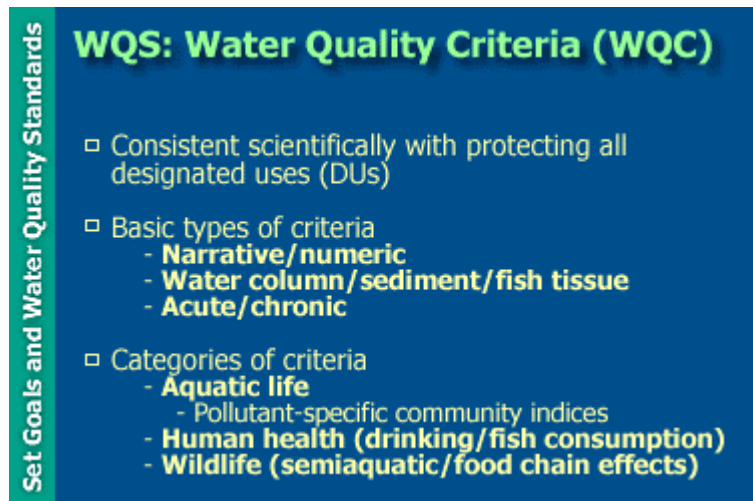 Set Goals and Water Quality Standards
WQS: Water Quality Criteria (WQC)
Consistent scientifically with protecting all
designated uses (DUs)
Basic types of criteria
- Narrative/numeric
- Water column/sediment/fish tissue
- Acute/chronic
Categories of criteria
- Aquatic life
- Pollutant-specific community indices
- Human health (drinking/fish consumption)
- Wildlife (semiaquatic/food chain effects)